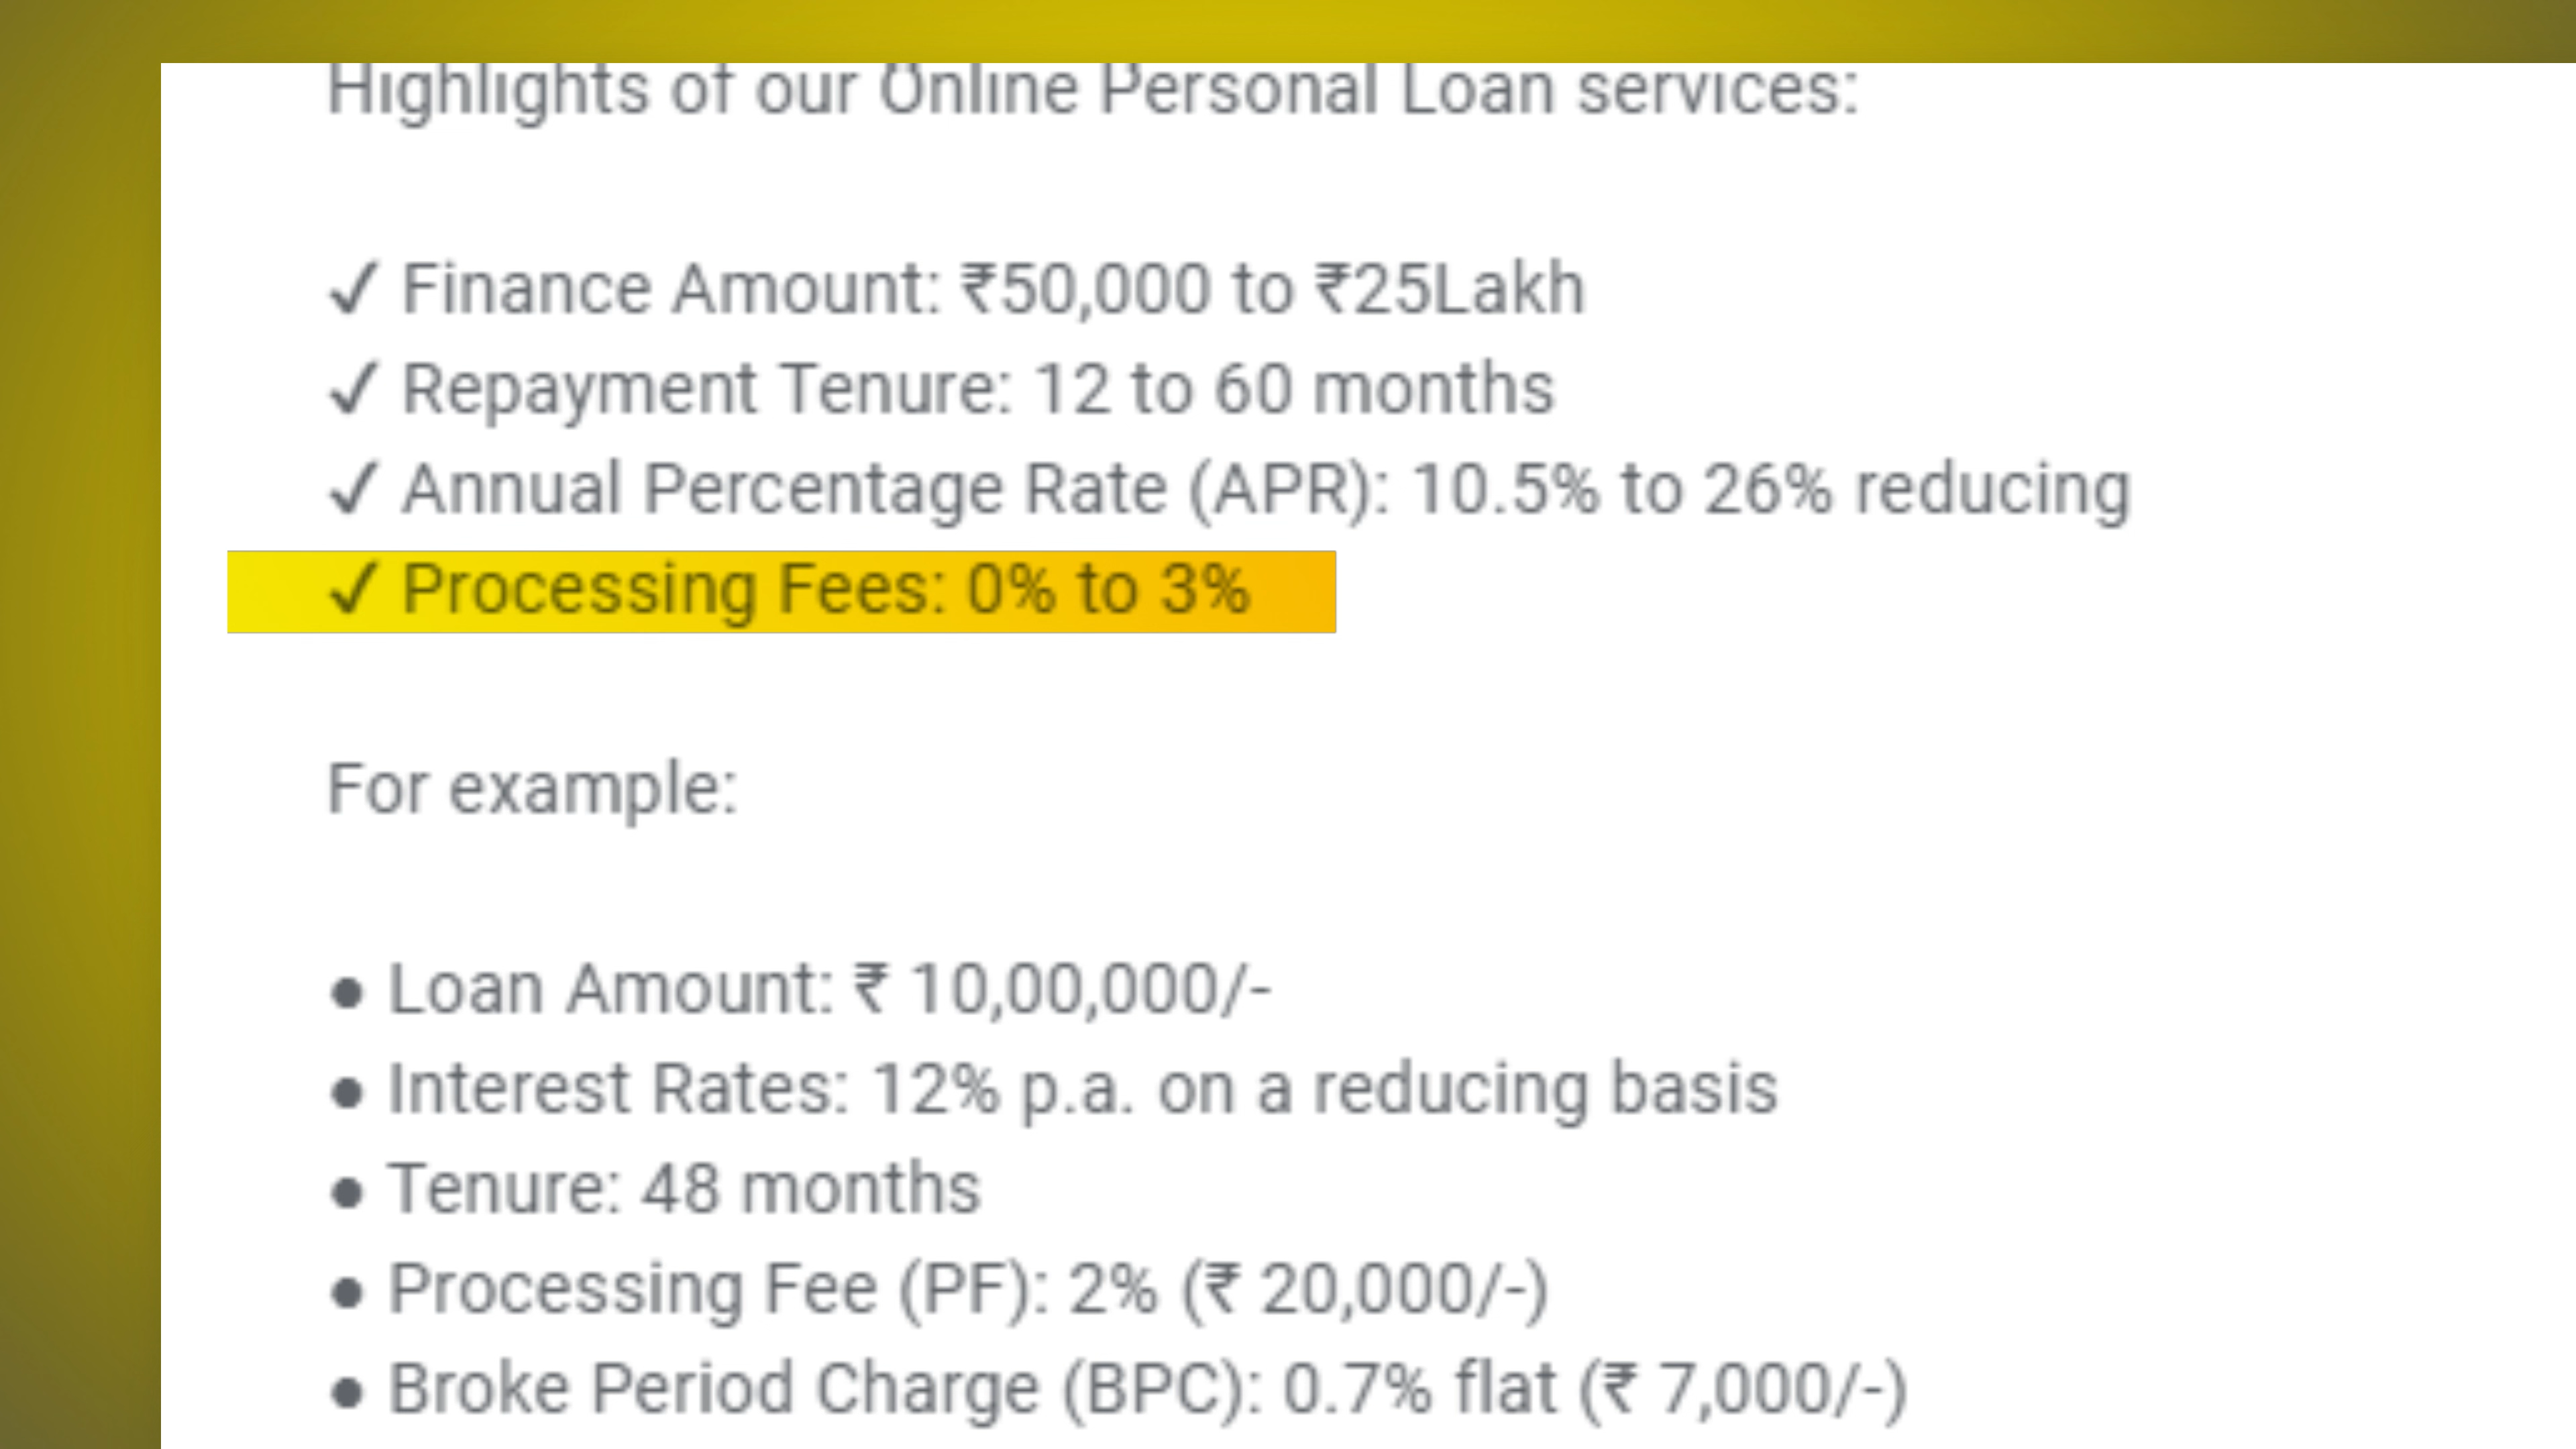 Highlights of our Online Personal Loan services:
✓ Finance Amount: ₹50,000 to ₹25Lakh
✓ Repayment Tenure: 12 to 60 months
✓ Annual Percentage Rate (APR): 10.5% to 26% reducing
✓ Processing Fees: 0% to 3%
For example:
● Loan Amount: ₹ 10,00,000/-
● Interest Rates: 12% p.a. on a reducing basis
● Tenure: 48 months
● Processing Fee (PF): 2% (₹ 20,000/-)
● Broke Period Charge (BPC): 0.7% flat (₹ 7,000/-)